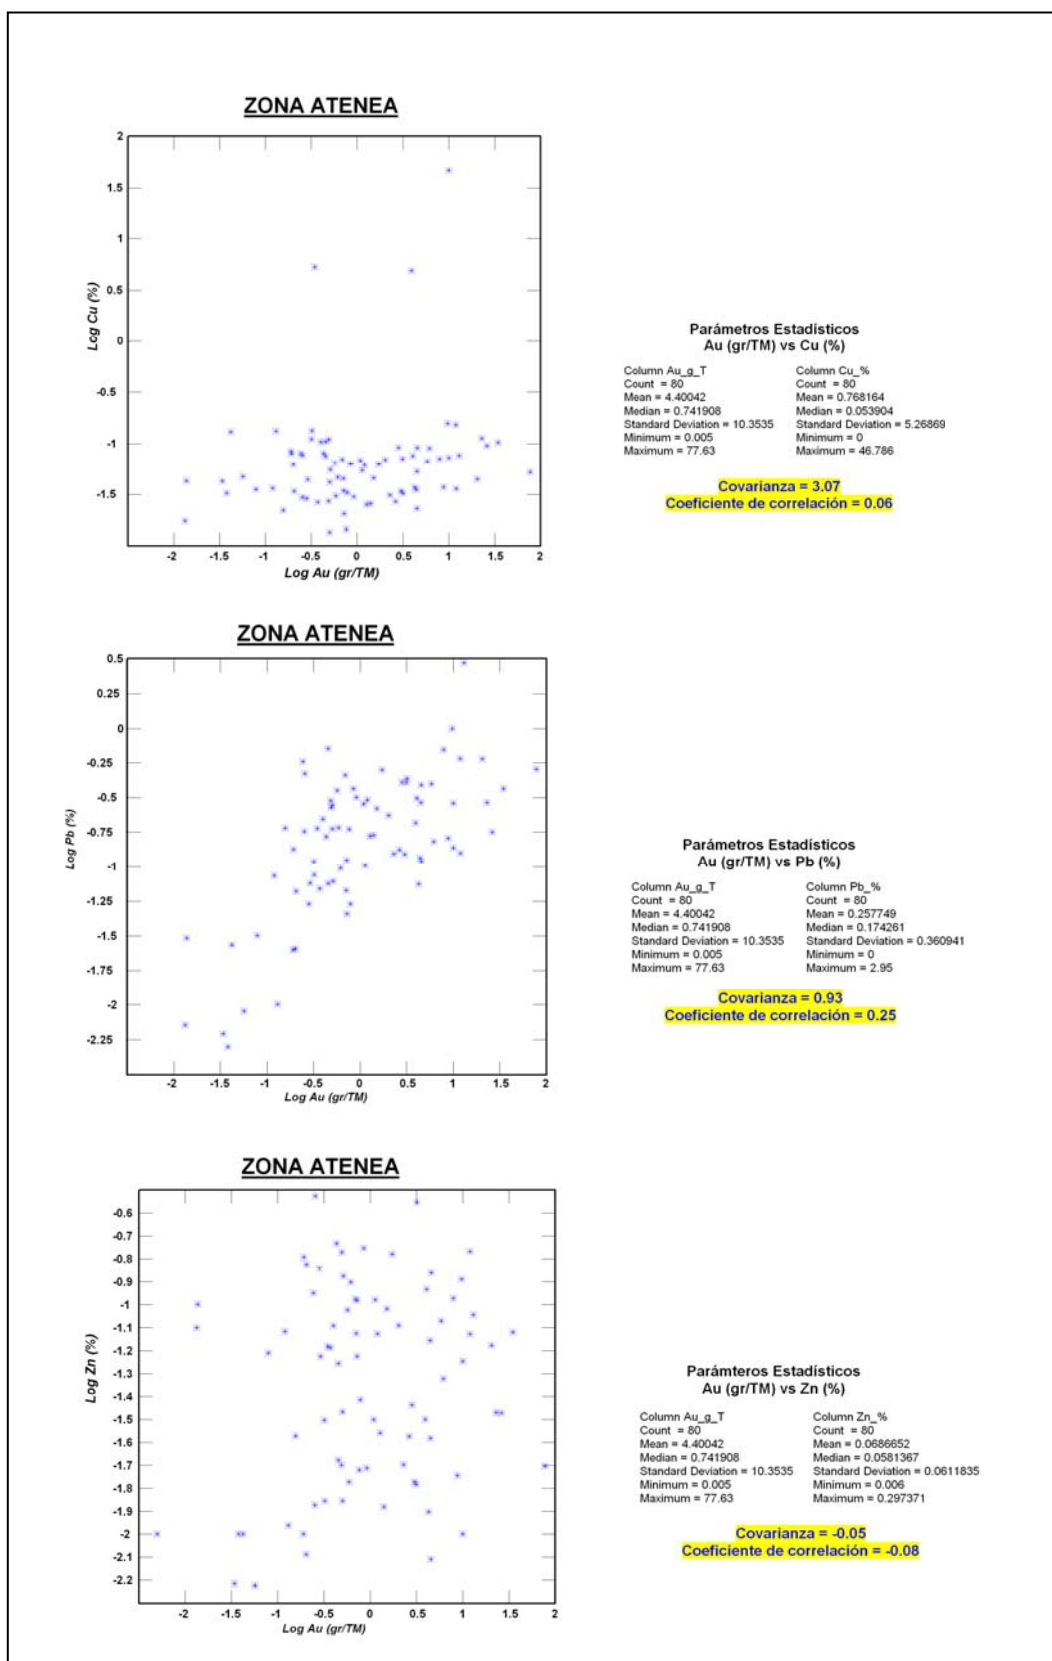 ZONA ATENEA
2
1.5
1
0.5
0
-0.5
-1
-1.5
Log Cu (%)
-2 -1.5 -1 -0.5 0 0.5 1 1.5 2
Log Au (gr/TM)
Parámetros Estadísticos
Au (gr/TM) vs Cu (%)
Column Au_g_T Column Cu_%
Count = 80 Count = 80
Mean = 4.40042 Mean = 0.768164
Median = 0.741908 Median = 0.053904
Standard Deviation = 10.3535 Standard Deviation = 5.26869
Minimum = 0.005 Minimum = 0
Maximum = 77.63 Maximum = 46.786
Covarianza = 3.07
Coeficiente de correlación = 0.06
ZONA ATENEA
0.5
0.25
0
-0.25
-0.5
-0.75
-1
-1.25
-1.5
-1.75
-2
-2.25
Log Pb (%)
-2 -1.5 -1 -0.5 0 0.5 1 1.5 2
Log Au (gr/TM)
Parámetros Estadísticos
Au (gr/TM) vs Pb (%)
Column Au_g_T Column Pb_%
Count = 80 Count = 80
Mean = 4.40042 Mean = 0.257749
Median = 0.741908 Median = 0.174261
Standard Deviation = 10.3535 Standard Deviation = 0.360941
Minimum = 0.005 Minimum = 0
Maximum = 77.63 Maximum = 2.95
Covarianza = 0.93
Coeficiente de correlación = 0.25
ZONA ATENEA
-0.6
-0.7
-0.8
-0.9
-1
-1.1
-1.2
-1.3
-1.4
-1.5
-1.6
-1.7
-1.8
-1.9
-2
-2.1
-2.2
Log Zn (%)
-2 -1.5 -1 -0.5 0 0.5 1 1.5 2
Log Au (gr/TM)
Parámteros Estadísticos
Au (gr/TM) vs Zn (%)
Column Au_g_T Column Zn_%
Count = 80 Count = 80
Mean = 4.40042 Mean = 0.0686652
Median = 0.741908 Median = 0.0581367
Standard Deviation = 10.3535 Standard Deviation = 0.0611835
Minimum = 0.005 Minimum = 0.006
Maximum = 77.63 Maximum = 0.297371
Covarianza = -0.05
Coeficiente de correlación = -0.08